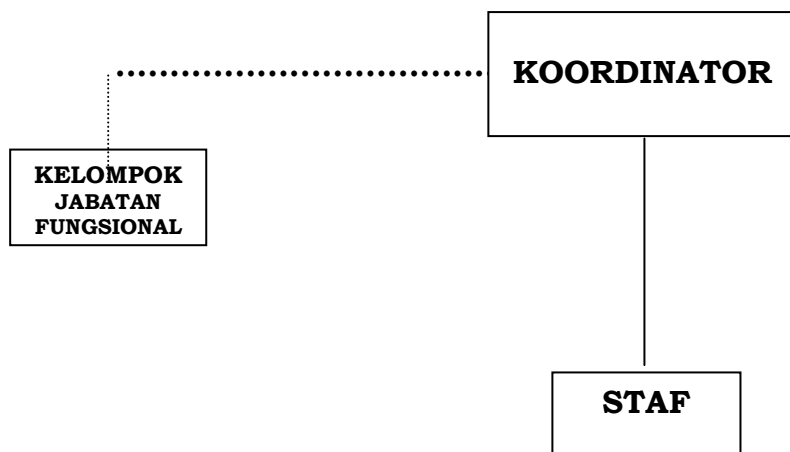 KOORDINATOR
KELOMPOK
JABATAN
FUNGSIONAL
STAF